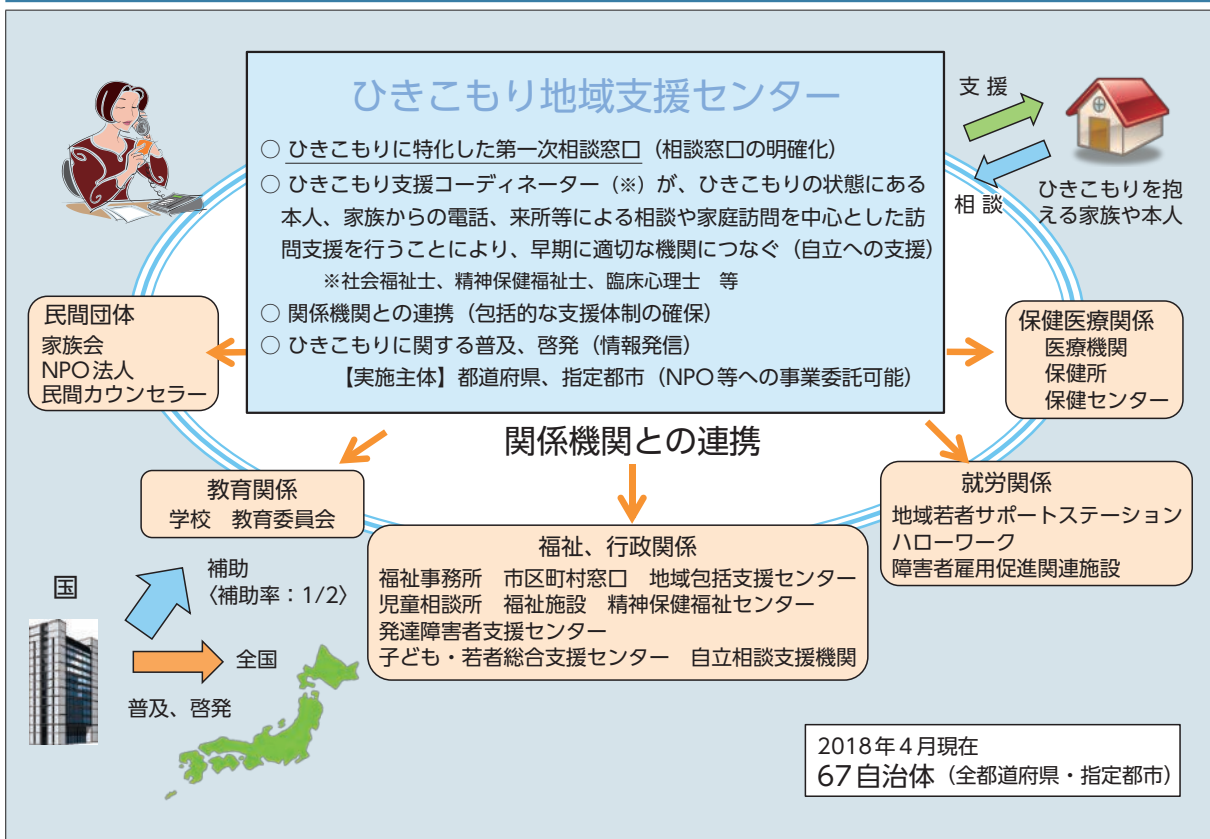 ひきこもり地域支援センター
○ ひきこもりに特化した第一次相談窓口（相談窓口の明確化）
○ ひきこもり支援コーディネーター（※）が、ひきこもりの状態にある
本人、家族からの電話、来所等による相談や家庭訪問を中心とした訪
問支援を行うことにより、早期に適切な機関につなぐ（自立への支援）
※社会福祉士、精神保健福祉士、臨床心理士　等
○ 関係機関との連携（包括的な支援体制の確保）
○ ひきこもりに関する普及、啓発（情報発信）
【実施主体】都道府県、指定都市（NPO等への事業委託可能）
支援
相談
ひきこもりを抱
える家族や本人
民間団体
家族会
NPO法人
民間カウンセラー
保健医療関係
医療機関
保健所
保健センター
関係機関との連携
教育関係
学校　教育委員会
福祉、行政関係
福祉事務所　市区町村窓口　地域包括支援センター
児童相談所　福祉施設　精神保健福祉センター
発達障害者支援センター
子ども・若者総合支援センター　自立相談支援機関
就労関係
地域若者サポートステーション
ハローワーク
障害者雇用促進関連施設
国
補助
〈補助率：1/2〉
全国
普及、啓発
2018年4月現在
67自治体（全都道府県・指定都市）